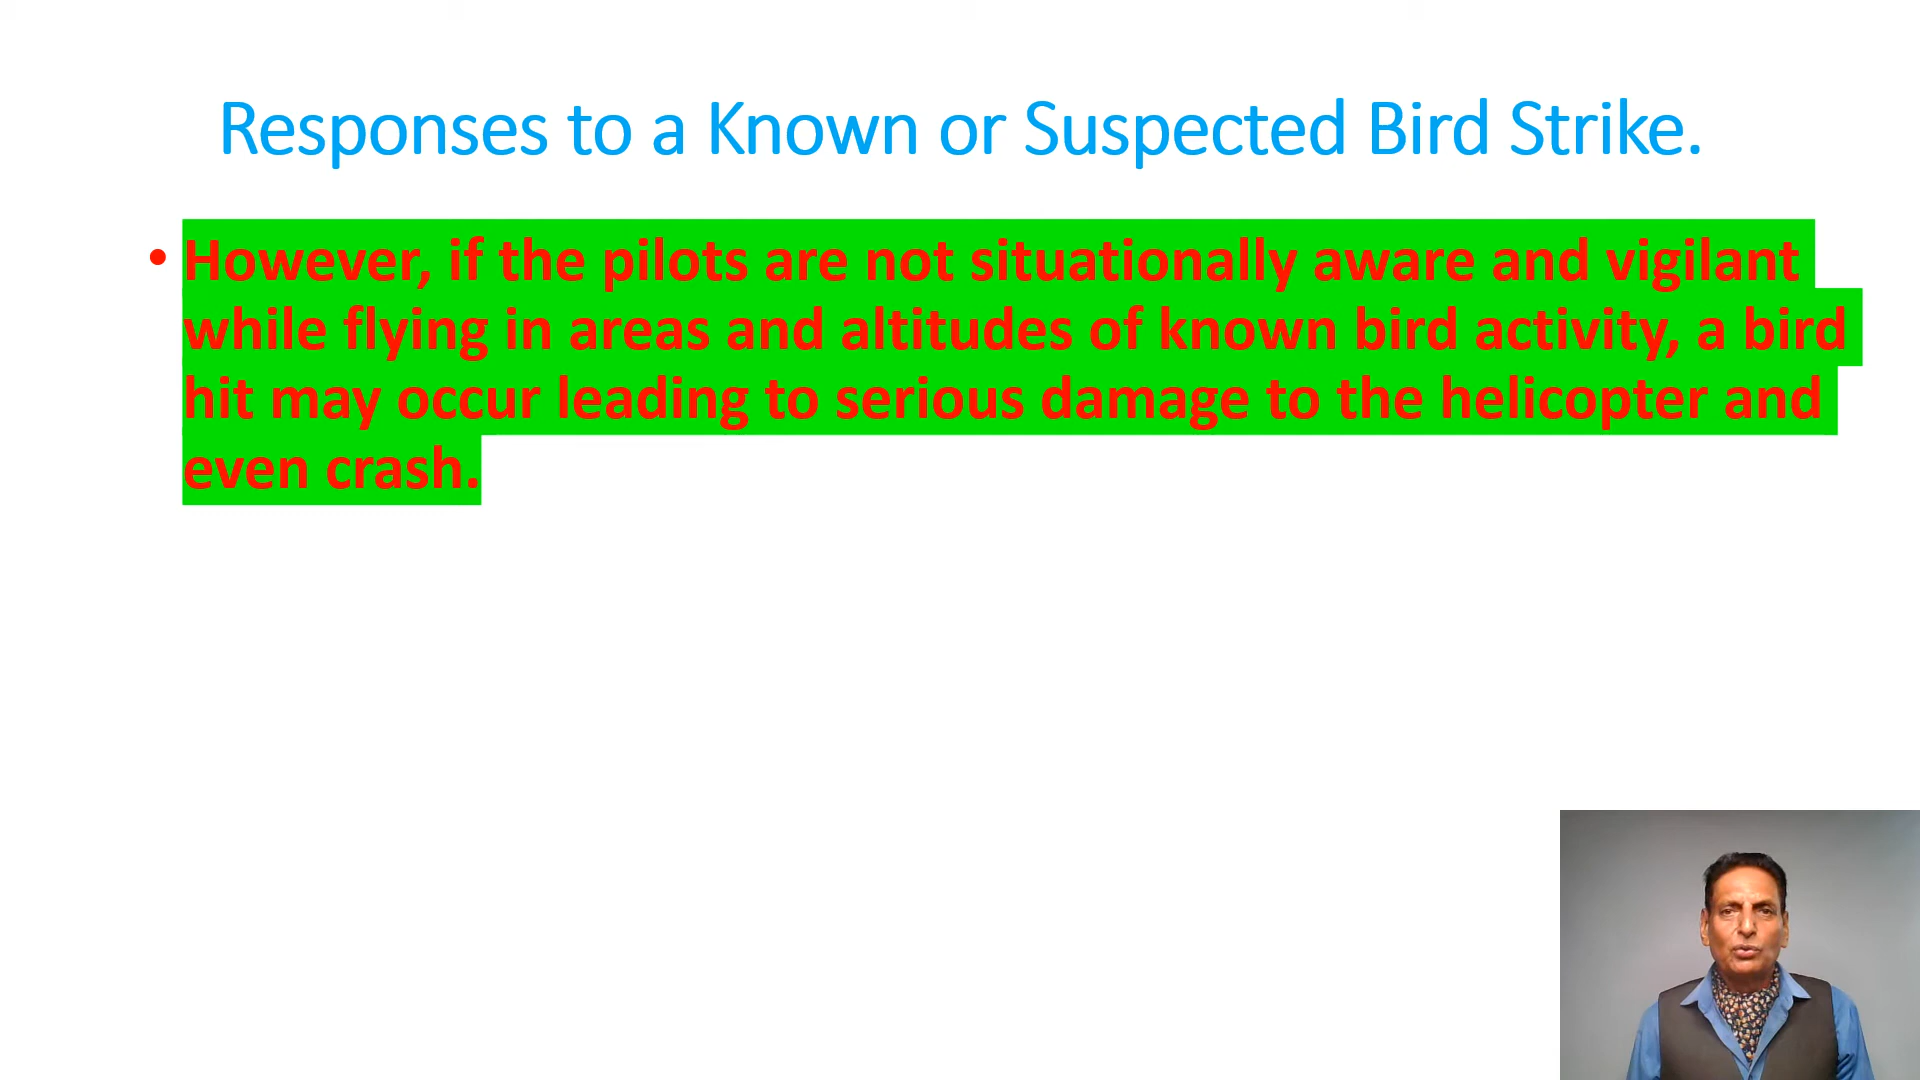 Responses to a Known or Suspected Bird Strike.
• However, if the pilots are not situationally aware and vigilant
while flying in areas and altitudes of known bird activity, a bird
hit may occur leading to serious damage to the helicopter and
even crash.